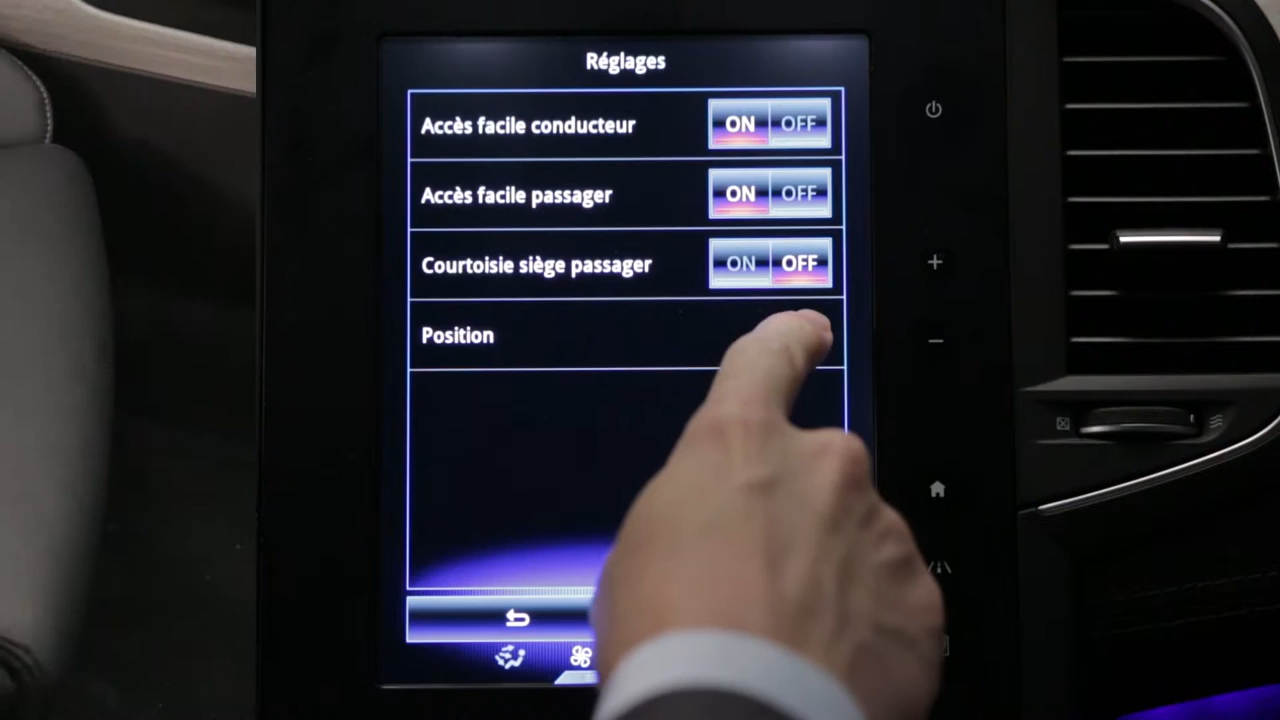 Réglages
Accès facile conducteur ON OFF
Accès facile passager ON OFF
Courtoisie siège passager ON OFF
Position